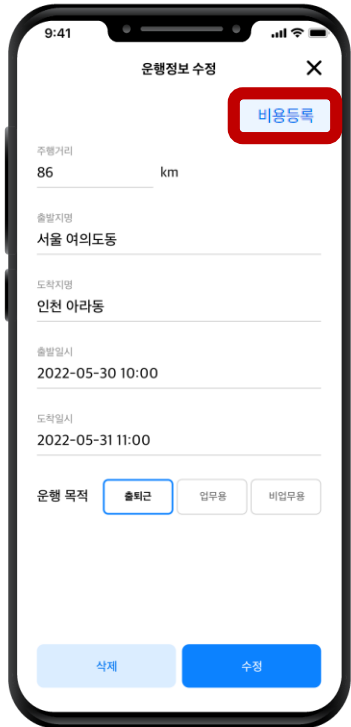 9:41
운행정보 수정
비용등록
주행거리
86 km
출발지명
서울 여의도동
도착지명
인천 아라동
출발일시
2022-05-30 10:00
도착일시
2022-05-31 11:00
운행 목적 출퇴근 업무용 비업무용
삭제 수정